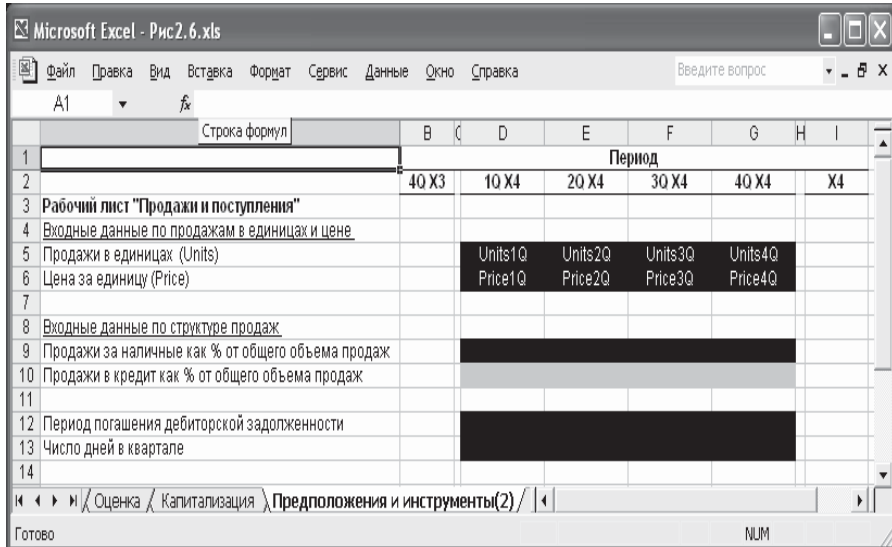 Microsoft Excel - Рис2.6.xls
Файл Правка Вид Вставка Формат Сервис Данные Окно Справка Введите вопрос
A1 fx
Строка формул
B C D E F G H I
1 Период
2 4Q X3 1Q X4 2Q X4 3Q X4 4Q X4 X4
3 Рабочий лист "Продажи и поступления"
4 Входные данные по продажам в единицах и цене
5 Продажи в единицах (Units) Units1Q Units2Q Units3Q Units4Q
6 Цена за единицу (Price) Price1Q Price2Q Price3Q Price4Q
7
8 Входные данные по структуре продаж
9 Продажи за наличные как % от общего объема продаж
10 Продажи в кредит как % от общего объема продаж
11
12 Период погашения дебиторской задолженности
13 Число дней в квартале
14
Оценка Капитализация Предположения и инструменты(2)
Готово NUM